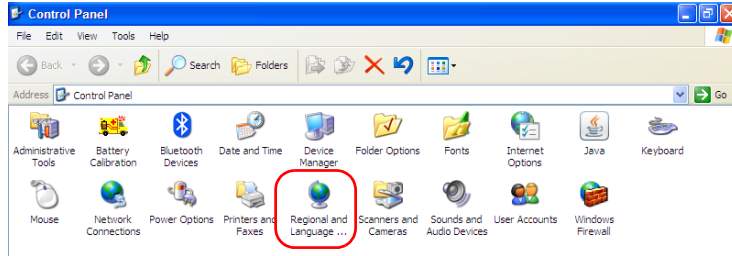 Control Panel
File Edit View Tools Help
Back Search Folders
Address Control Panel Go
Administrative Tools
Battery Calibration
Bluetooth Devices
Date and Time
Device Manager
Folder Options
Fonts
Internet Options
Java
Keyboard
Mouse
Network Connections
Power Options
Printers and Faxes
Regional and Language ...
Scanners and Cameras
Sounds and Audio Devices
User Accounts
Windows Firewall